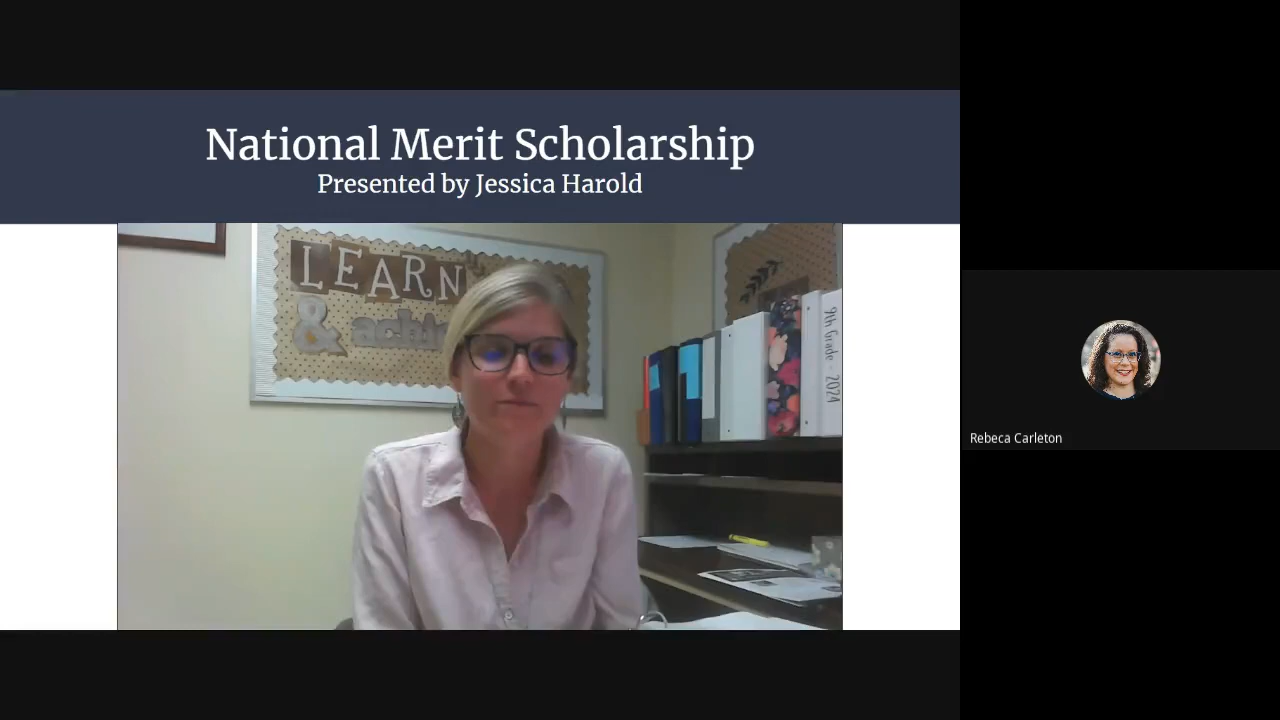 National Merit Scholarship
Presented by Jessica Harold
LEARN
&
9th Grade - 2024
Rebeca Carleton